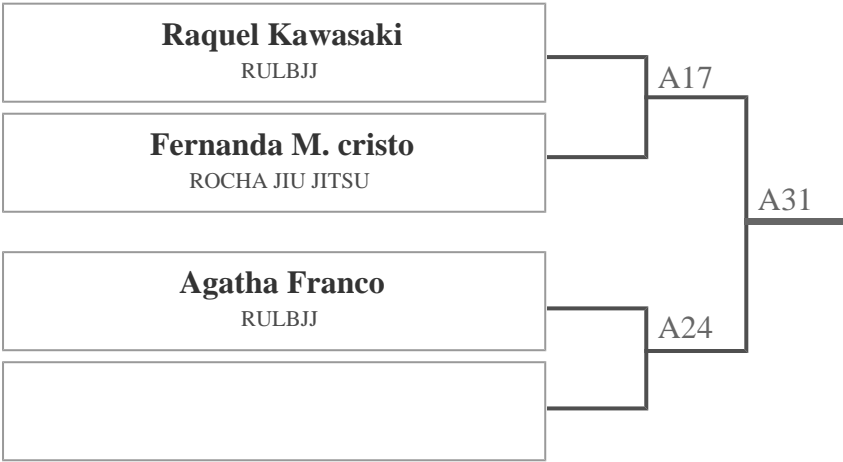 Raquel Kawasaki
RULBJJ
A17
Fernanda M. cristo
ROCHA JIU JITSU
A31
Agatha Franco
RULBJJ
A24